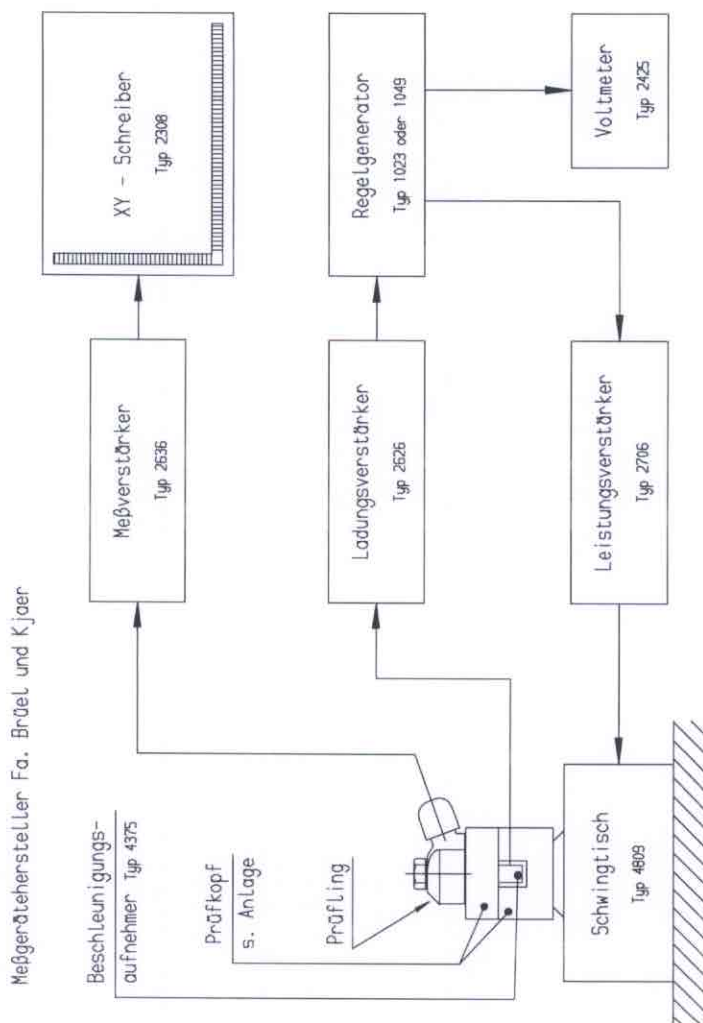 Meßgerätehersteller Fa. Brüel und Kjaer
Beschleunigungs-
aufnehmer Typ 4375
Prüfkopf
s. Anlage
Prüfling
Meßverstärker
Typ 2636
XY - Schreiber
Typ 2308
Ladungsverstärker
Typ 2626
Regelgenerator
Typ 1023 oder 1049
Schwingtisch
Typ 4809
Leistungsverstärker
Typ 2706
Voltmeter
Typ 2425